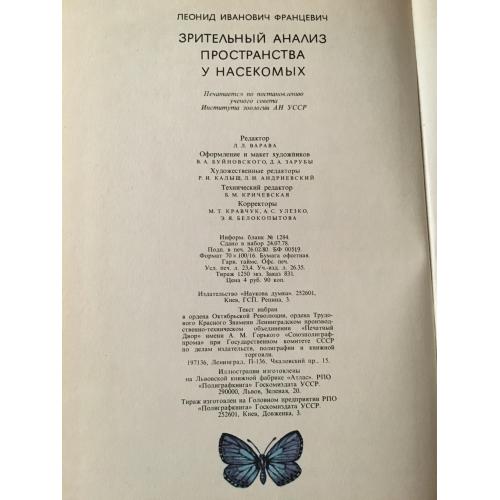 ЛЕОНИД ИВАНОВИЧ ФРАНЦЕВИЧ
ЗРИТЕЛЬНЫЙ АНАЛИЗ
ПРОСТРАНСТВА
У НАСЕКОМЫХ
Печатается по постановлению
ученого совета
Института зоологии АН УССР
Редактор
Л. Л. ВАРАВА
Оформление и макет художников
В. А. БУЙНОВСКОГО, Д. А. ЗАРУБЫ
Художественные редакторы
Р. И. КАЛЫШ, Л. И. АНДРИЕВСКИЙ
Технический редактор
Б. М. КРИЧЕВСКАЯ
Корректоры
М. Т. КРАВЧУК, А. С. УЛЕЗКО,
Э. Я. БЕЛОКОПЫТОВА
Информ. бланк № 1284.
Сдано в набор 24.07.78.
Подп. в печ. 26.02.80. БФ 00519.
Формат 70×100/16. Бумага офсетная.
Гарн. таймс. Офс. печ.
Усл. печ. л. 23,4. Уч.-изд. л. 26,35.
Тираж 1250 экз. Заказ 831.
Цена 4 руб. 90 коп.
Издательство «Наукова думка». 252601,
Киев, ГСП, Репина, 3.
Текст набран
в ордена Октябрьской Революции, ордена Трудо-
вого Красного Знамени Ленинградском производ-
ственно-техническом объединении «Печатный
Двор» имени А. М. Горького «Союзполиграф-
прома» при Государственном комитете СССР
по делам издательств, полиграфии и книжной
торговли.
197136, Ленинград, П-136, Чкаловский пр., 15.
Иллюстрации изготовлены
на Львовской книжной фабрике «Атлас». РПО
«Полиграфкнига» Госкомиздата УССР.
290000, Львов, Зеленая, 20.
Тираж изготовлен на Головном предприятии РПО
«Полиграфкнига» Госкомиздата УССР.
252601, Киев, Довженка, 3.